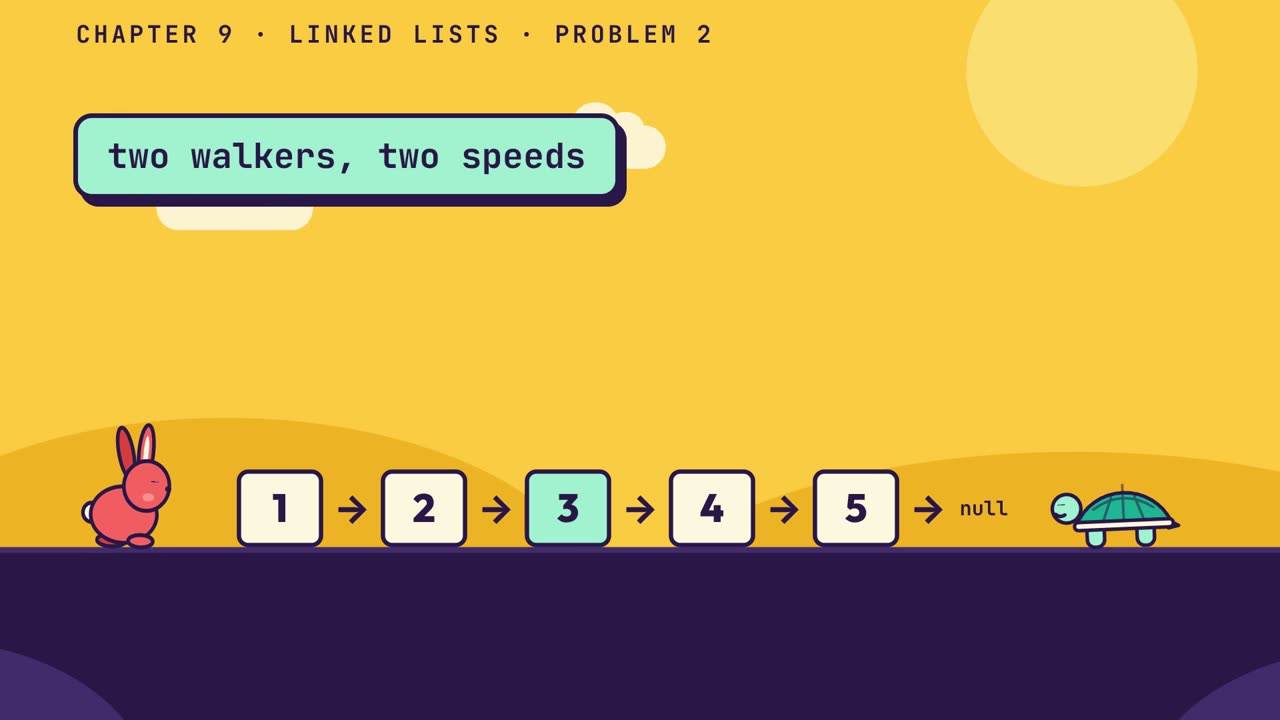 CHAPTER 9 · LINKED LISTS · PROBLEM 2
two walkers, two speeds
1 → 2 → 3 → 4 → 5 → null